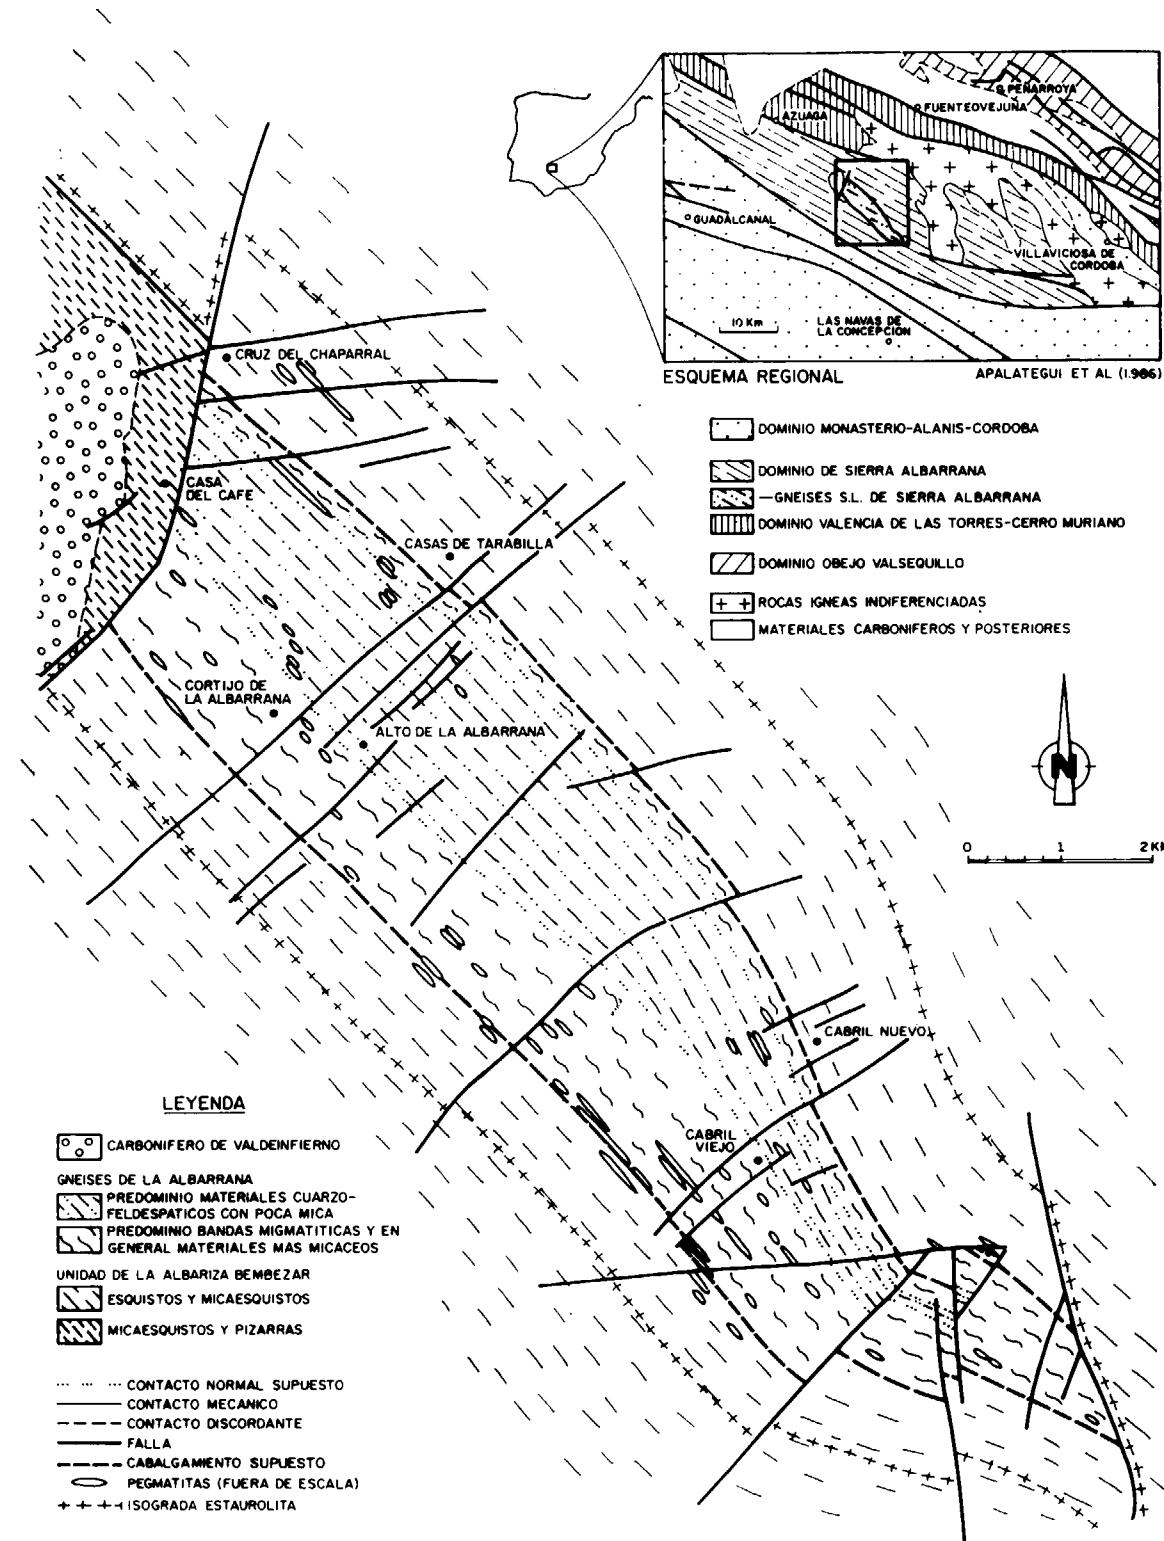 PEÑARROYA
FUENTEOVEJUNA
AZUAGA
GUADALCANAL
VILLAVICIOSA DE
CORDOBA
10 Km
LAS NAVAS DE
LA CONCEPCIÓN
ESQUEMA REGIONAL
APALATEGUI ET AL (1.986)
DOMINIO MONASTERIO-ALANIS-CORDOBA
DOMINIO DE SIERRA ALBARRANA
—GNEISES S.L. DE SIERRA ALBARRANA
DOMINIO VALENCIA DE LAS TORRES-CERRO MURIANO
DOMINIO OBEJO VALSEQUILLO
ROCAS IGNEAS INDIFERENCIADAS
MATERIALES CARBONIFEROS Y POSTERIORES
N
0 1 2 K
CRUZ DEL CHAPARRAL
CASA
DEL CAFE
CASAS DE TARABILLA
CORTIJO DE
LA ALBARRANA
ALTO DE LA ALBARRANA
CABRIL NUEVO
CABRIL
VIEJO
LEYENDA
CARBONIFERO DE VALDEINFIERNO
GNEISES DE LA ALBARRANA
PREDOMINIO MATERIALES CUARZO-
FELDESPATICOS CON POCA MICA
PREDOMINIO BANDAS MIGMATITICAS Y EN
GENERAL MATERIALES MAS MICACEOS
UNIDAD DE LA ALBARIZA BEMBEZAR
ESQUISTOS Y MICAESQUISTOS
MICAESQUISTOS Y PIZARRAS
CONTACTO NORMAL SUPUESTO
CONTACTO MECANICO
CONTACTO DISCORDANTE
FALLA
CABALGAMIENTO SUPUESTO
PEGMATITAS (FUERA DE ESCALA)
ISOGRADA ESTAUROLITA